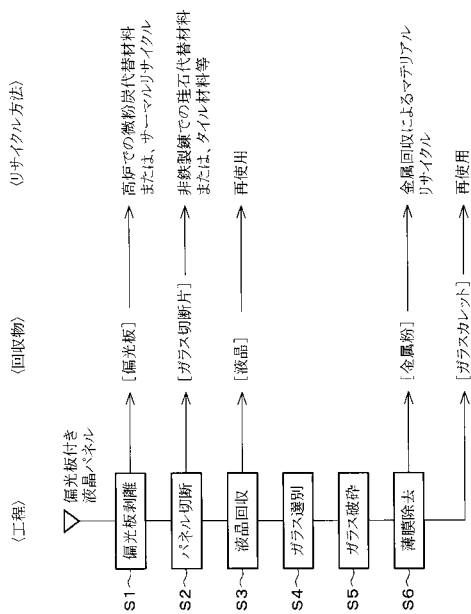 〈工程〉
〈回収物〉
〈リサイクル方法〉
偏光板付き
液晶パネル
S1～
偏光板剥離
[偏光板]
高炉での微粉炭代替材料
または、サーマルリサイクル
S2～
パネル切断
[ガラス切断片]
非鉄製錬での珪石代替材料
または、タイル材料等
S3～
液晶回収
[液晶]
再使用
S4～
ガラス選別
S5～
ガラス破砕
S6～
薄膜除去
[金属粉]
金属回収によるマテリアル
リサイクル
[ガラスカレット]
再使用